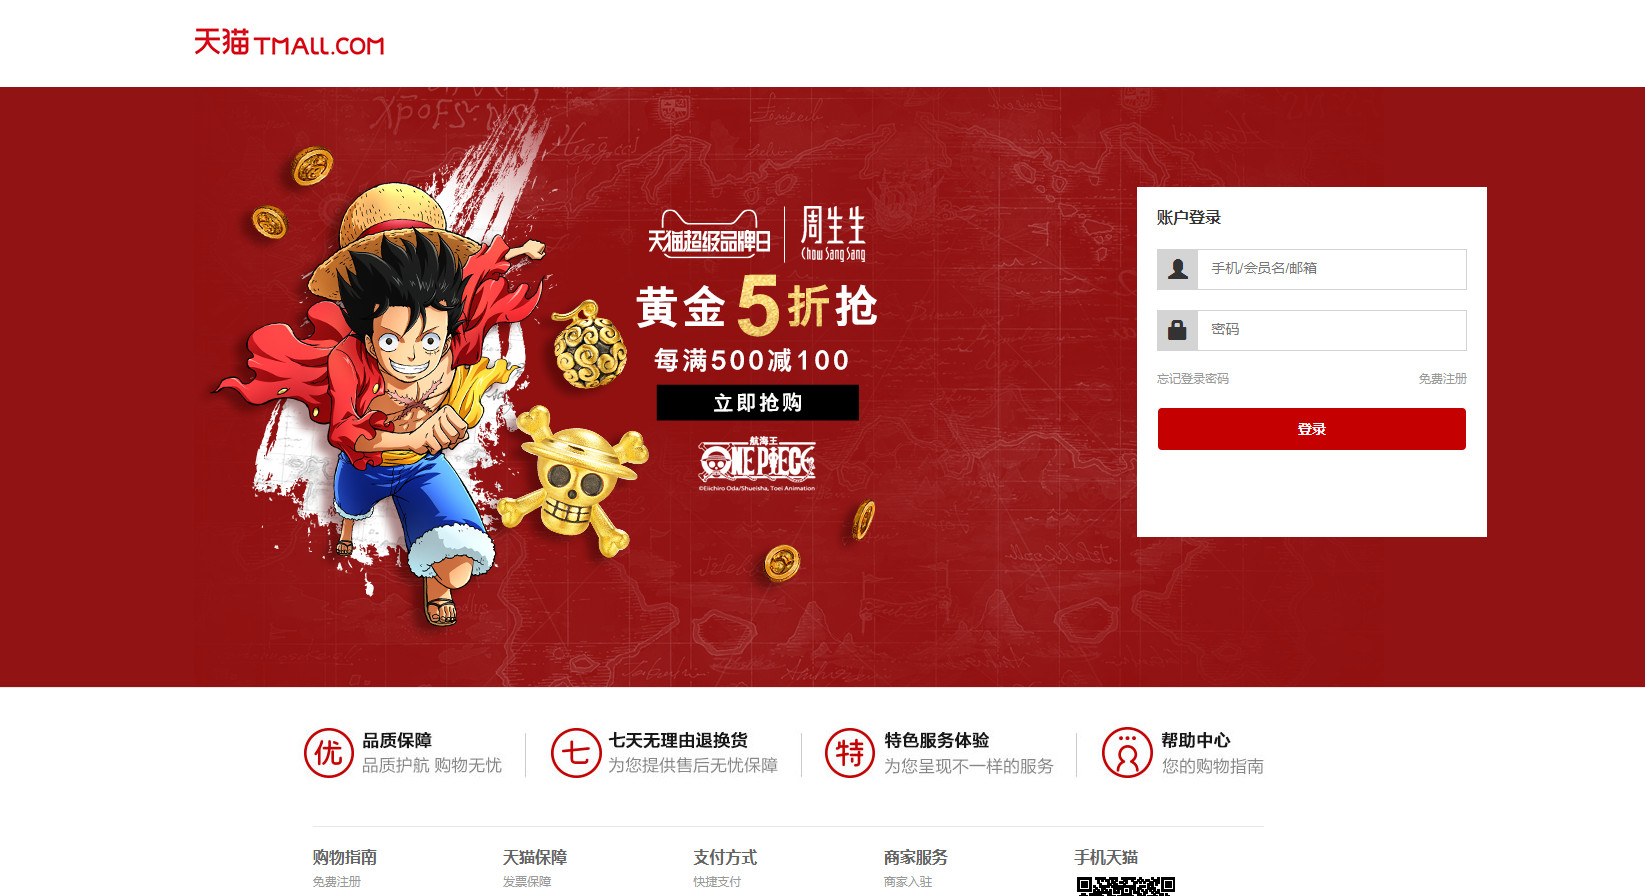 天猫 TMALL.COM
天猫超级品牌日
周生生
Chow Sang Sang
黄金5折抢
每满500减100
立即抢购
航海王
ONE PIECE
©Eiichiro Oda/Shueisha, Toei Animation
账户登录
手机/会员名/邮箱
密码
忘记登录密码 免费注册
登录
优 品质保障
品质护航 购物无忧
七 七天无理由退换货
为您提供售后无忧保障
特 特色服务体验
为您呈现不一样的服务
帮助中心
您的购物指南
购物指南 天猫保障 支付方式 商家服务 手机天猫
免费注册 发票保障 快捷支付 商家入驻